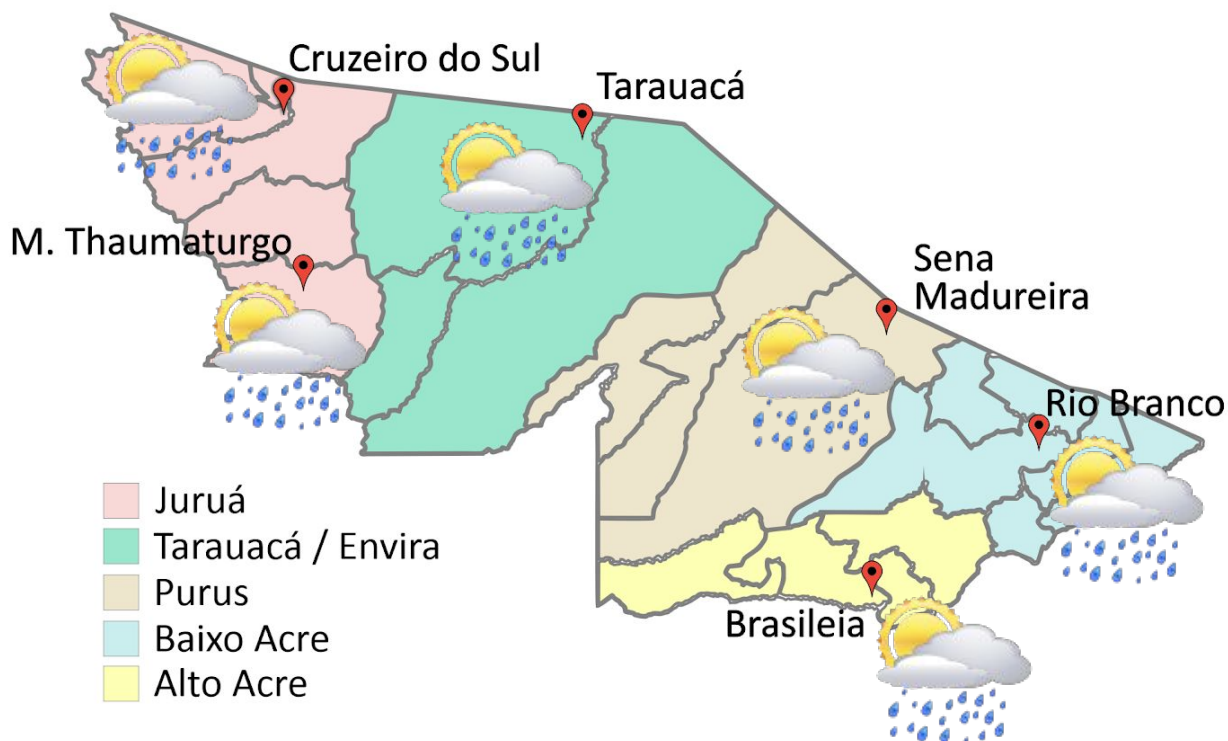 Cruzeiro do Sul
Tarauacá
M. Thaumaturgo
Sena
Madureira
Rio Branco
Brasileia
Juruá
Tarauacá / Envira
Purus
Baixo Acre
Alto Acre